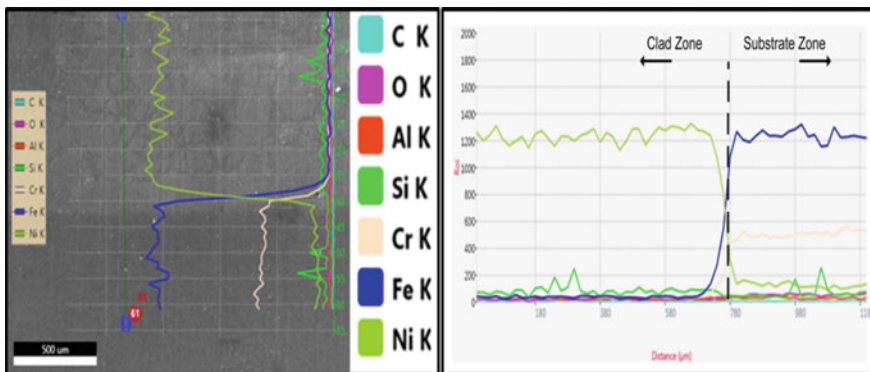 C K
O K
Al K
Si K
Cr K
Fe K
Ni K
61
500 um
C K
O K
Al K
Si K
Cr K
Fe K
Ni K
Clad Zone
Substrate Zone
2000
1800
1600
1400
1200
1000
800
600
400
200
0
180
380
580
780
980
Distance (μm)